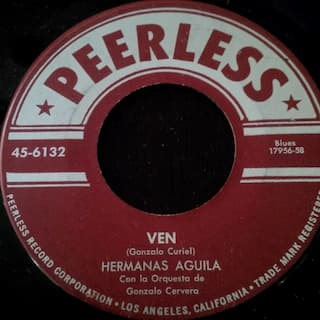 ★ PEERLESS ★
45-6132
Blues
17956-58
VEN
(Gonzalo Curiel)
HERMANAS AGUILA
Con la Orquesta de
Gonzalo Cervera
PEERLESS RECORD CORPORATION • LOS ANGELES, CALIFORNIA • TRADE MARK REGISTERED